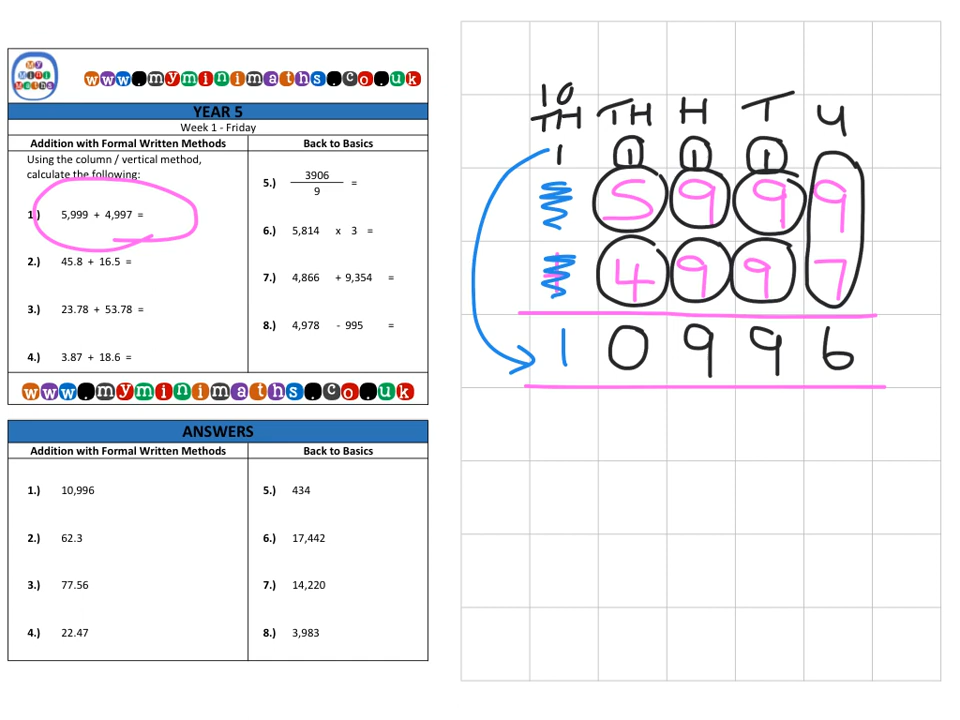 My
Mini
Maths
www.myminimaths.co.uk
YEAR 5
Week 1 - Friday
Addition with Formal Written Methods
Using the column / vertical method,
calculate the following:
1.) 5,999 + 4,997 =
2.) 45.8 + 16.5 =
3.) 23.78 + 53.78 =
4.) 3.87 + 18.6 =
Back to Basics
5.) 3906
9 =
6.) 5,814 x 3 =
7.) 4,866 + 9,354 =
8.) 4,978 - 995 =
www.myminimaths.co.uk
ANSWERS
Addition with Formal Written Methods
1.) 10,996
2.) 62.3
3.) 77.56
4.) 22.47
Back to Basics
5.) 434
6.) 17,442
7.) 14,220
8.) 3,983
10
TH TH H T U
1 1 1 1
5 9 9 9
4 9 9 7
1 0 9 9 6